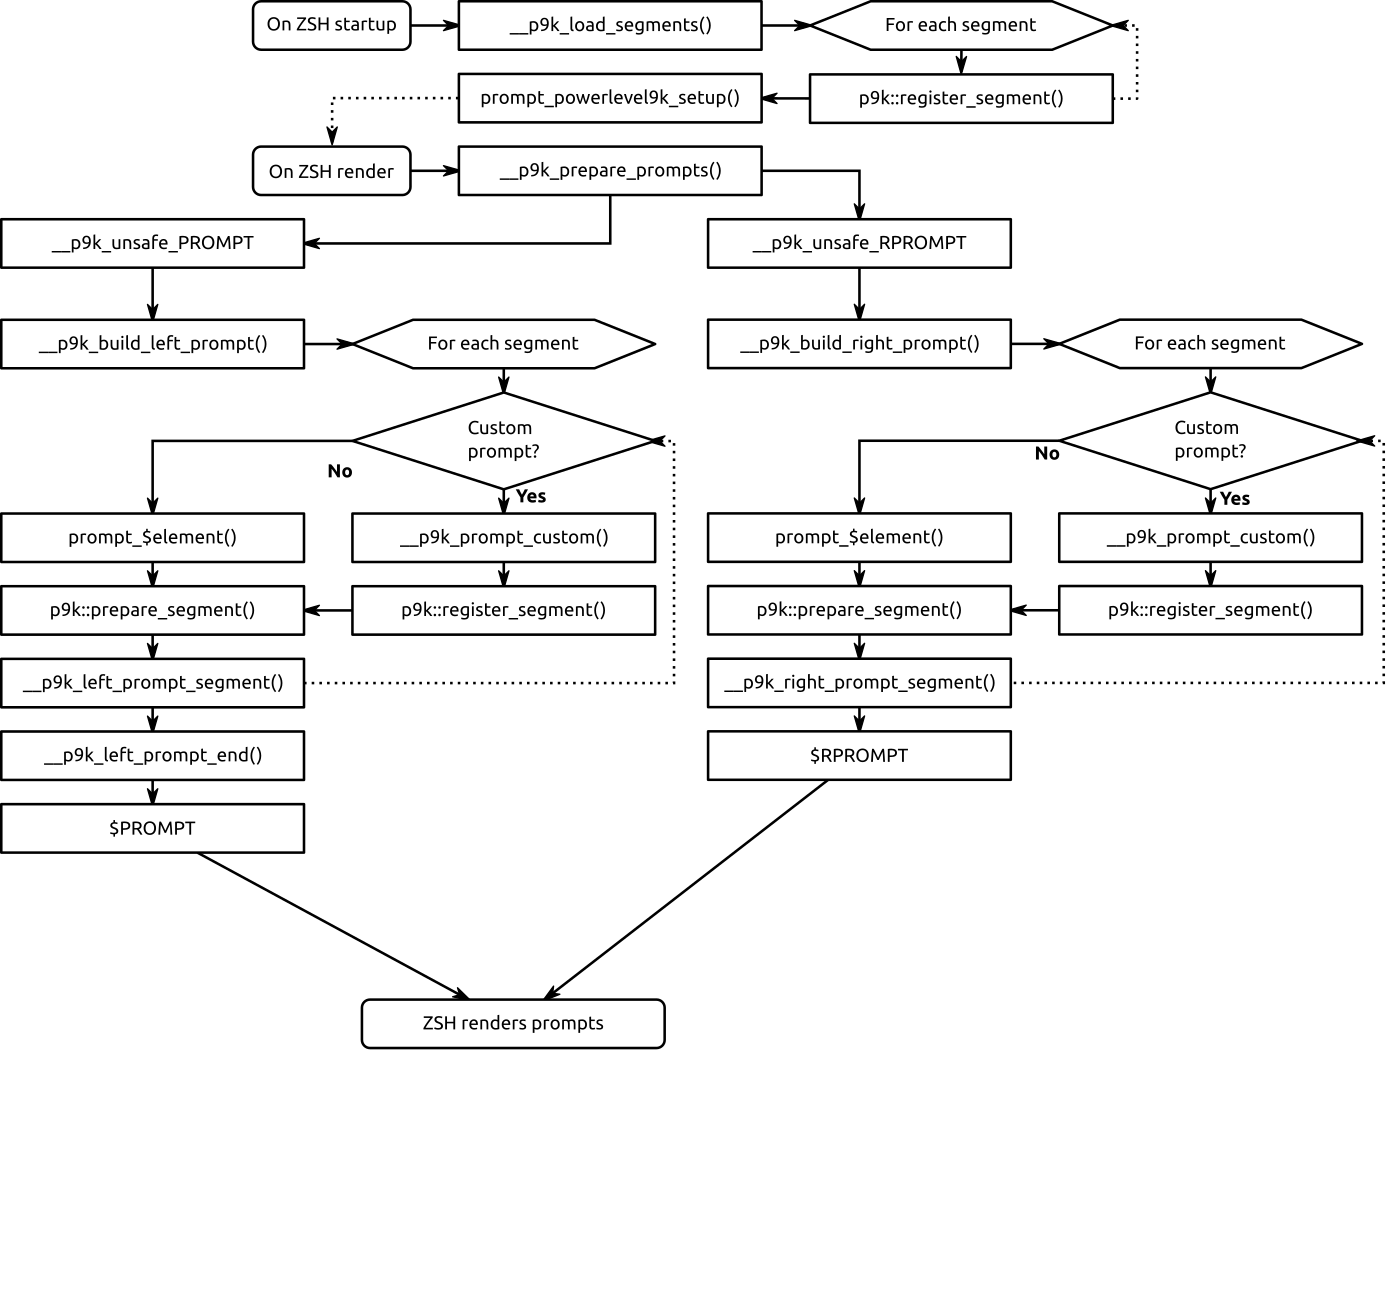 On ZSH startup
__p9k_load_segments()
For each segment
prompt_powerlevel9k_setup()
p9k::register_segment()
On ZSH render
__p9k_prepare_prompts()
__p9k_unsafe_PROMPT
__p9k_unsafe_RPROMPT
__p9k_build_left_prompt()
For each segment
__p9k_build_right_prompt()
For each segment
Custom
prompt?
No
Yes
Custom
prompt?
No
Yes
prompt_$element()
__p9k_prompt_custom()
prompt_$element()
__p9k_prompt_custom()
p9k::prepare_segment()
p9k::register_segment()
p9k::prepare_segment()
p9k::register_segment()
__p9k_left_prompt_segment()
__p9k_right_prompt_segment()
__p9k_left_prompt_end()
$RPROMPT
$PROMPT
ZSH renders prompts